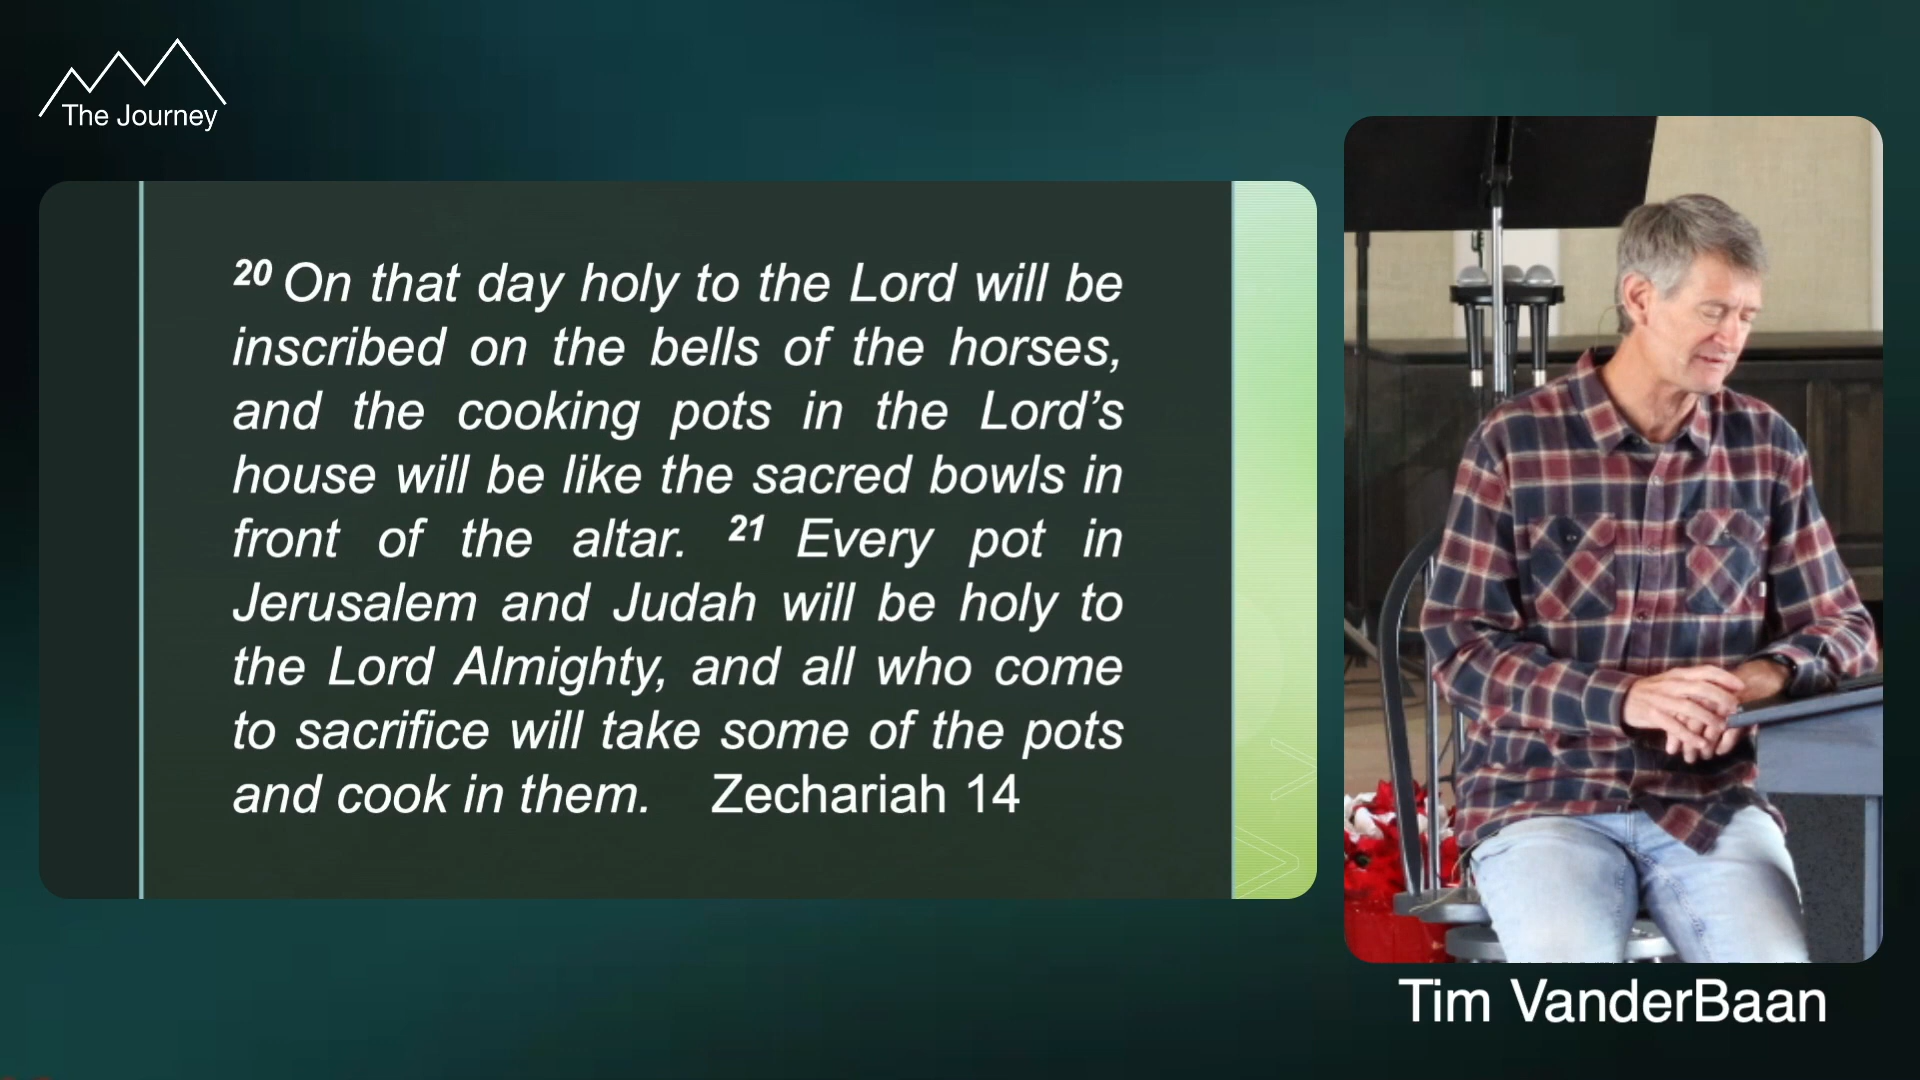 The Journey
20 On that day holy to the Lord will be
inscribed on the bells of the horses,
and the cooking pots in the Lord’s
house will be like the sacred bowls in
front of the altar. 21 Every pot in
Jerusalem and Judah will be holy to
the Lord Almighty, and all who come
to sacrifice will take some of the pots
and cook in them. Zechariah 14
Tim VanderBaan